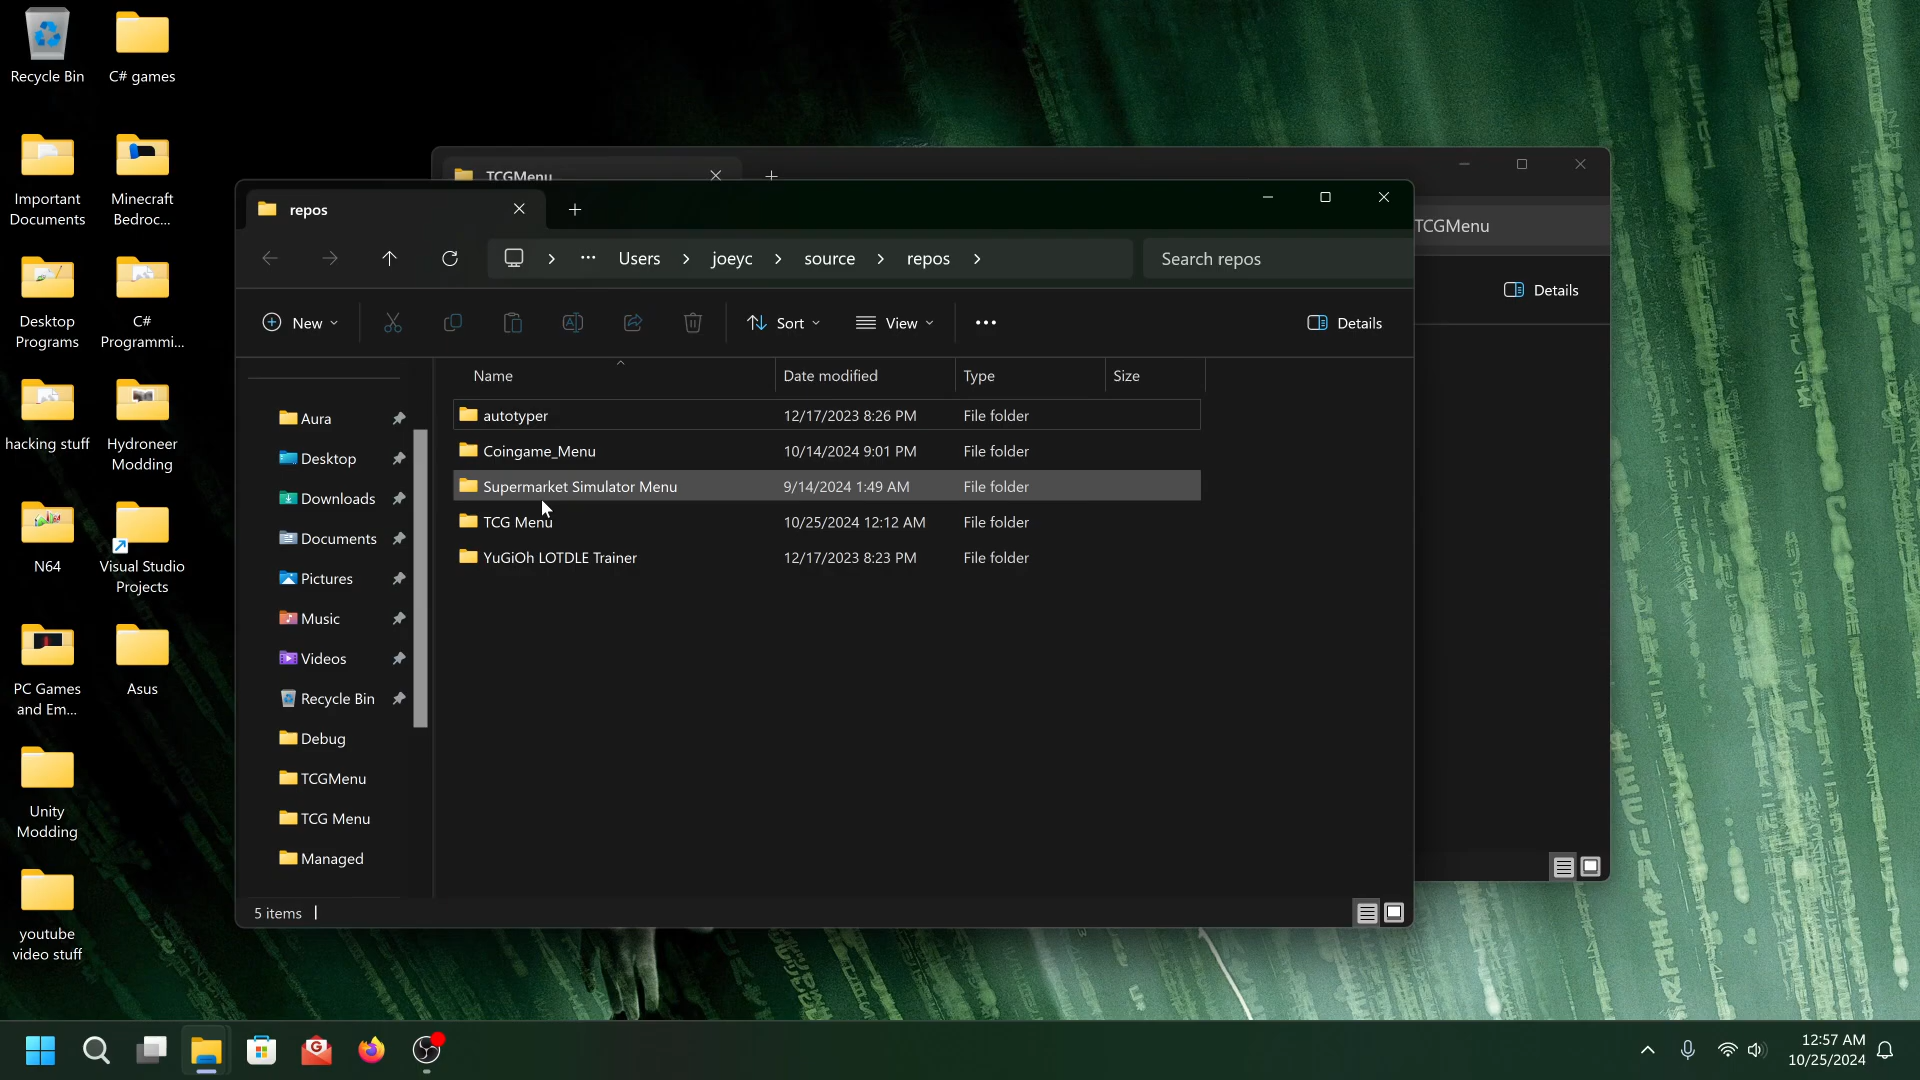 Recycle Bin
C# games
Important
Documents
Minecraft
Bedroc...
Desktop
Programs
C#
Programmi...
hacking stuff
Hydroneer
Modding
N64
Visual Studio
Projects
PC Games
and Em...
Asus
Unity
Modding
youtube
video stuff
TCGMenu
TCGMenu
Details
repos
Users
joeyc
source
repos
Search repos
New
Sort
View
Details
Name
Date modified
Type
Size
autotyper 12/17/2023 8:26 PM File folder
Coingame_Menu 10/14/2024 9:01 PM File folder
Supermarket Simulator Menu 9/14/2024 1:49 AM File folder
TCG Menu 10/25/2024 12:12 AM File folder
YuGiOh LOTDLE Trainer 12/17/2023 8:23 PM File folder
Aura
Desktop
Downloads
Documents
Pictures
Music
Videos
Recycle Bin
Debug
TCGMenu
TCG Menu
Managed
5 items
12:57 AM
10/25/2024